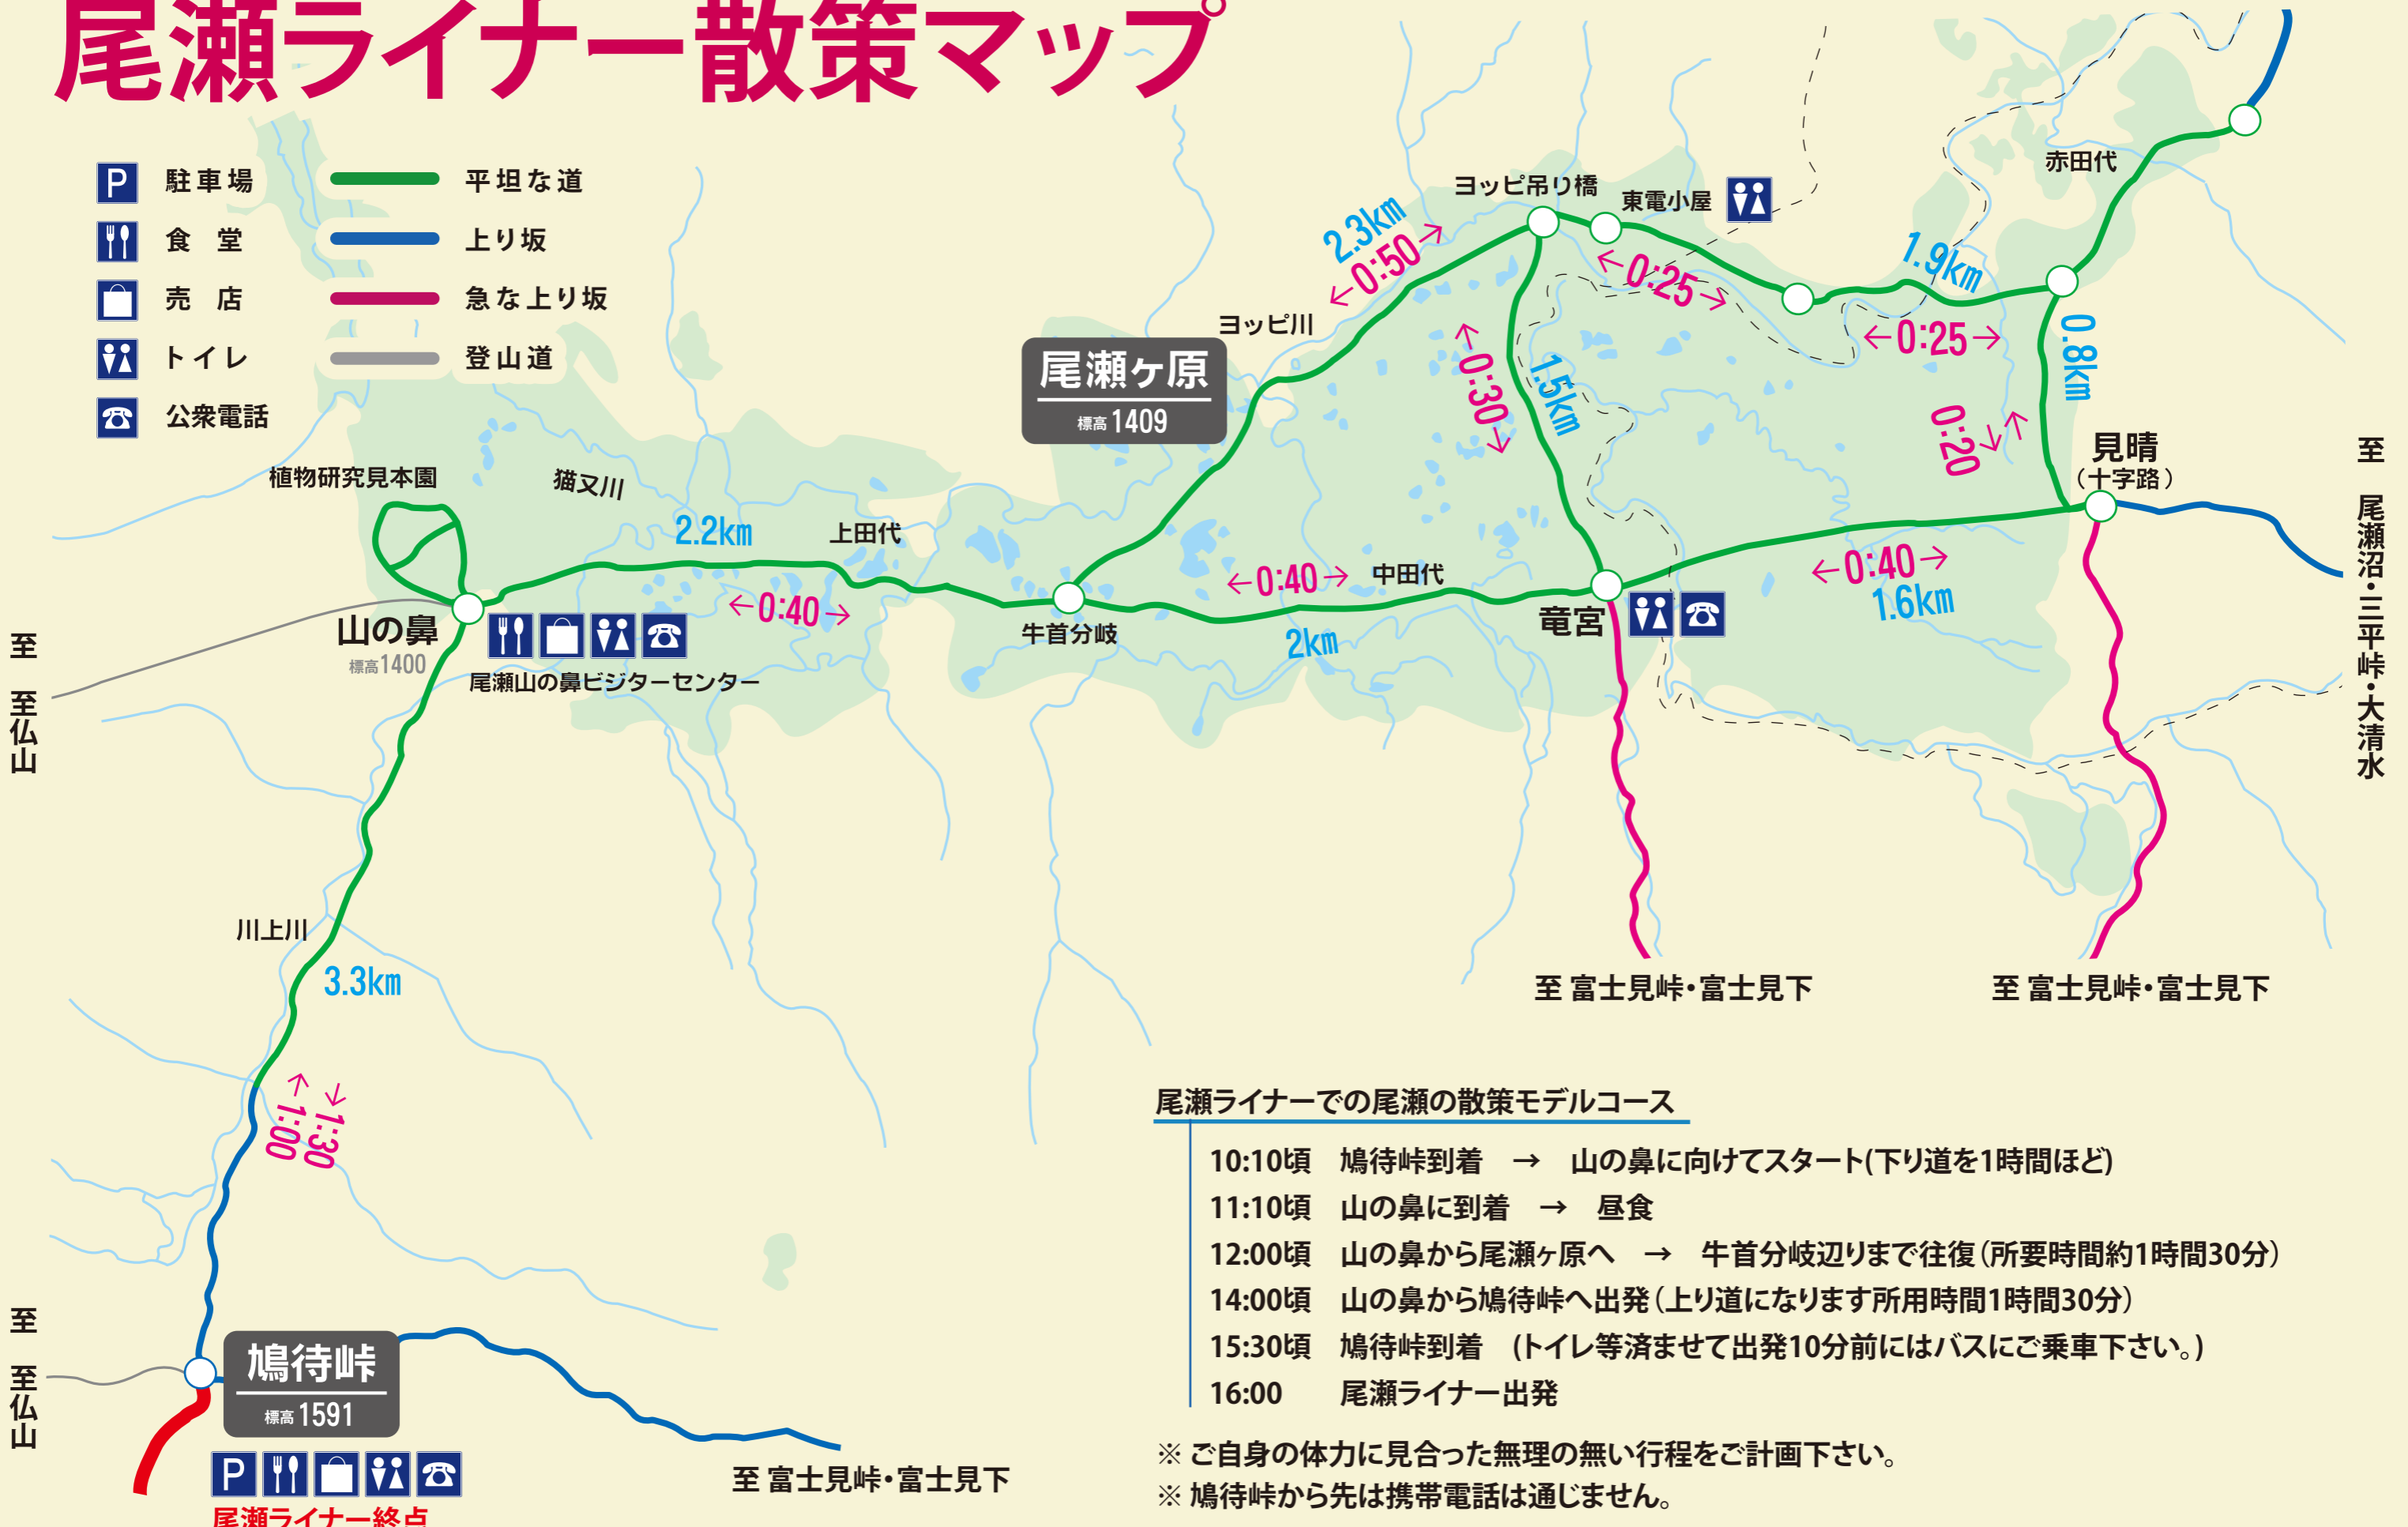 尾瀬ライナー散策マップ
P 駐車場
食 堂
売 店
トイレ
公衆電話
平坦な道
上り坂
急な上り坂
登山道
ヨッピ吊り橋
東電小屋
赤田代
2.3km
0:50
0:25
1.9km
0:25
ヨッピ川
尾瀬ヶ原
標高1409
0:30
1.5km
0.8km
0:20
見晴
（十字路）
至 尾瀬沼・三平峠・大清水
植物研究見本園
猫又川
2.2km
上田代
0:40
山の鼻
標高1400
尾瀬山の鼻ビジターセンター
牛首分岐
0:40
中田代
2km
竜宮
0:40
1.6km
至 至仏山
川上川
3.3km
1:00
1:30
至 富士見峠・富士見下
至 富士見峠・富士見下
至 至仏山
鳩待峠
標高1591
P
尾瀬ライナー終点
至 富士見峠・富士見下
尾瀬ライナーでの尾瀬の散策モデルコース
10:10頃 鳩待峠到着 → 山の鼻に向けてスタート(下り道を1時間ほど)
11:10頃 山の鼻に到着 → 昼食
12:00頃 山の鼻から尾瀬ヶ原へ → 牛首分岐辺りまで往復（所要時間約1時間30分）
14:00頃 山の鼻から鳩待峠へ出発（上り道になります所用時間1時間30分）
15:30頃 鳩待峠到着 (トイレ等済ませて出発10分前にはバスにご乗車下さい。)
16:00 尾瀬ライナー出発
※ ご自身の体力に見合った無理の無い行程をご計画下さい。
※ 鳩待峠から先は携帯電話は通じません。